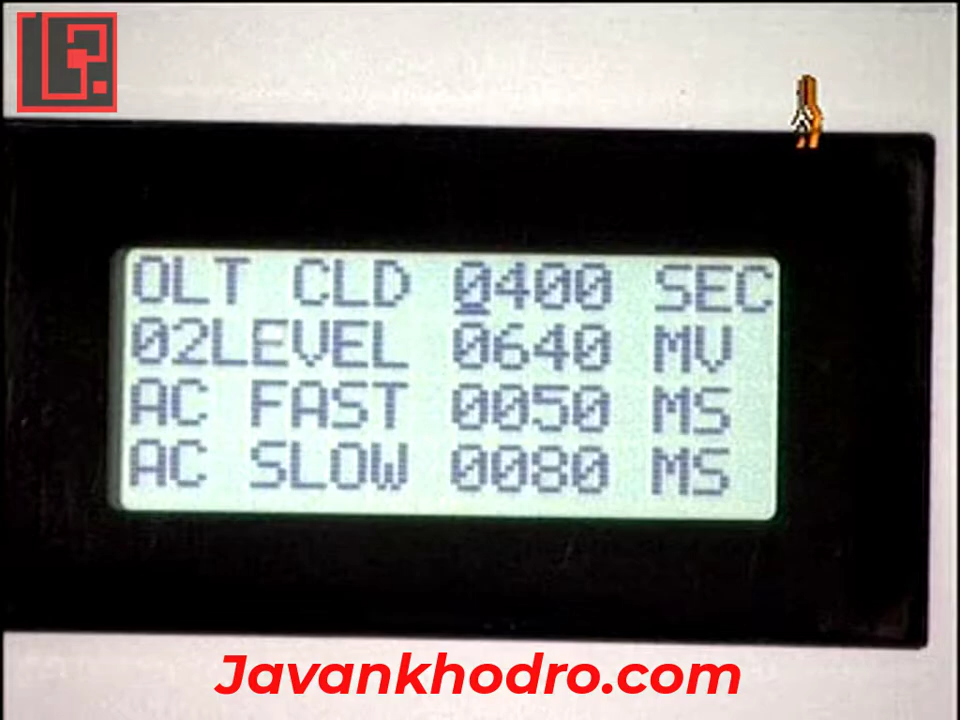 OLT CLD 0400 SEC
02LEVEL 0640 MV
AC FAST 0050 MS
AC SLOW 0080 MS
Javankhodro.com